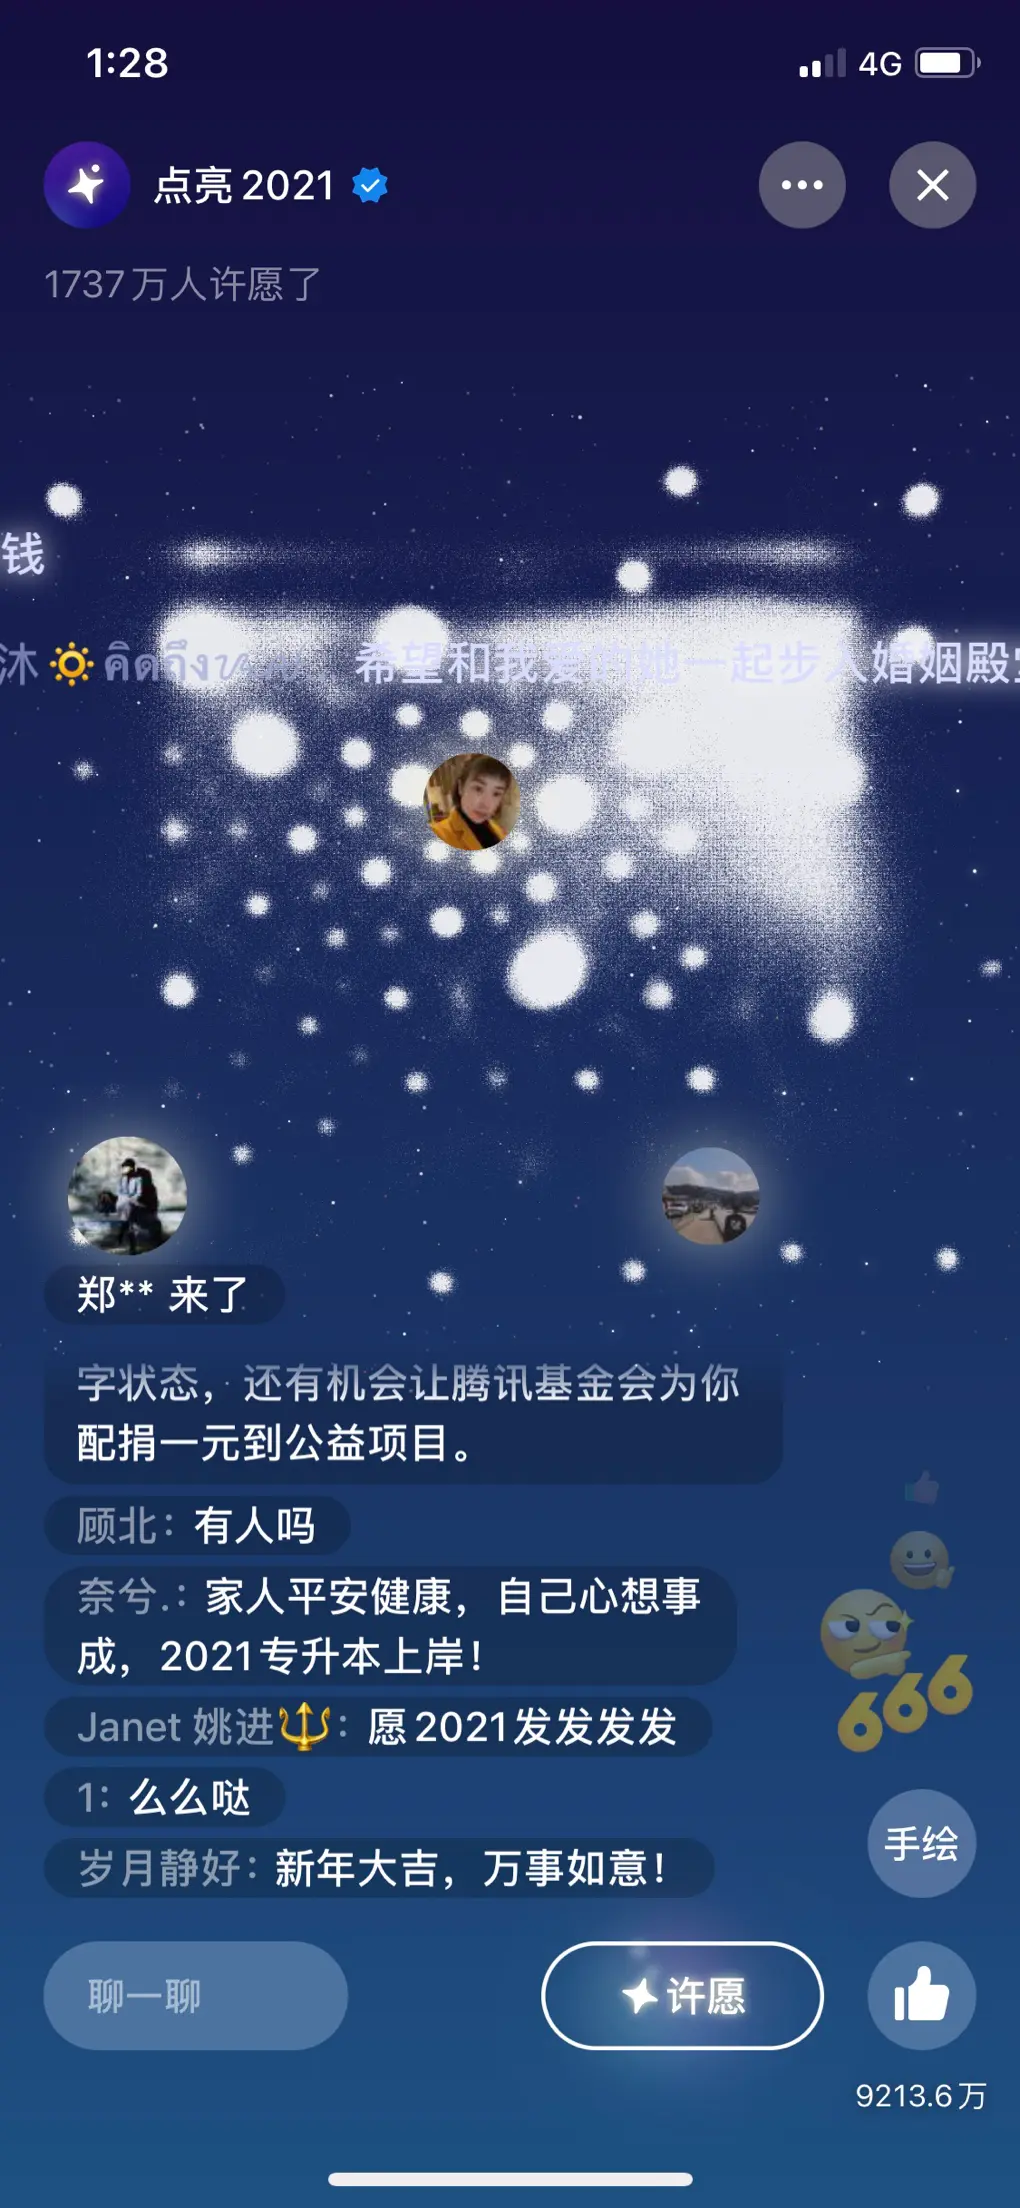 1:28
4G
点亮2021
1737万人许愿了
钱
沐🔅คิดถึง
希望和我爱的她一起步入婚姻殿
郑** 来了
字状态，还有机会让腾讯基金会为你
配捐一元到公益项目。
顾北：有人吗
奈兮.：家人平安健康，自己心想事
成，2021专升本上岸！
Janet 姚进🔱：愿2021发发发发
1：么么哒
岁月静好：新年大吉，万事如意！
666
手绘
聊一聊
许愿
9213.6万